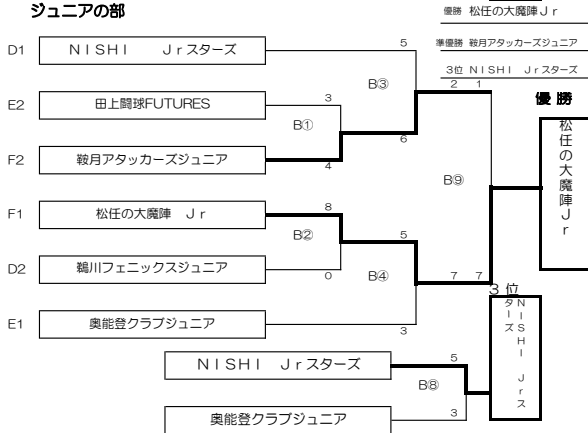 ジュニアの部
優勝 松任の大魔陣Ｊｒ
準優勝 鞍月アタッカーズジュニア
3位 ＮＩＳＨＩ　Ｊｒスターズ
D1 ＮＩＳＨＩ　Ｊｒスターズ 5
B③
2 1
優 勝
E2 田上闘球FUTURES 3
B①
6
F2 鞍月アタッカーズジュニア 4
B⑨
松任の大魔陣Ｊｒ
F1 松任の大魔陣　Ｊｒ 8
B②
5
D2 鵜川フェニックスジュニア 0
B④
7 7
E1 奥能登クラブジュニア 3
３ 位
ＮＩＳＨＩ　Ｊｒス
ターズ
ＮＩＳＨＩ　Ｊｒスターズ 5
B⑧
奥能登クラブジュニア 3